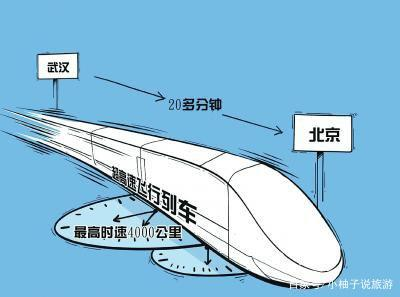 武汉
20多分钟
北京
超高速飞行列车
最高时速4000公里
百家号/小柚子说旅游